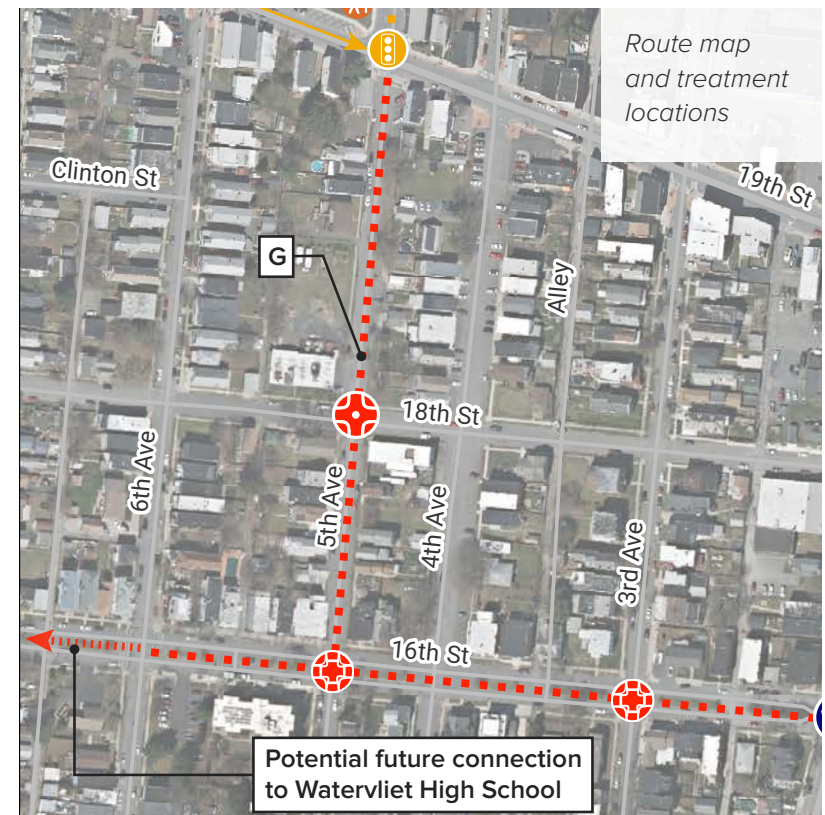 Route map
and treatment
locations
19th St
Clinton St
G
Alley
18th St
6th Ave
5th Ave
4th Ave
3rd Ave
16th St
Potential future connection
to Watervliet High School